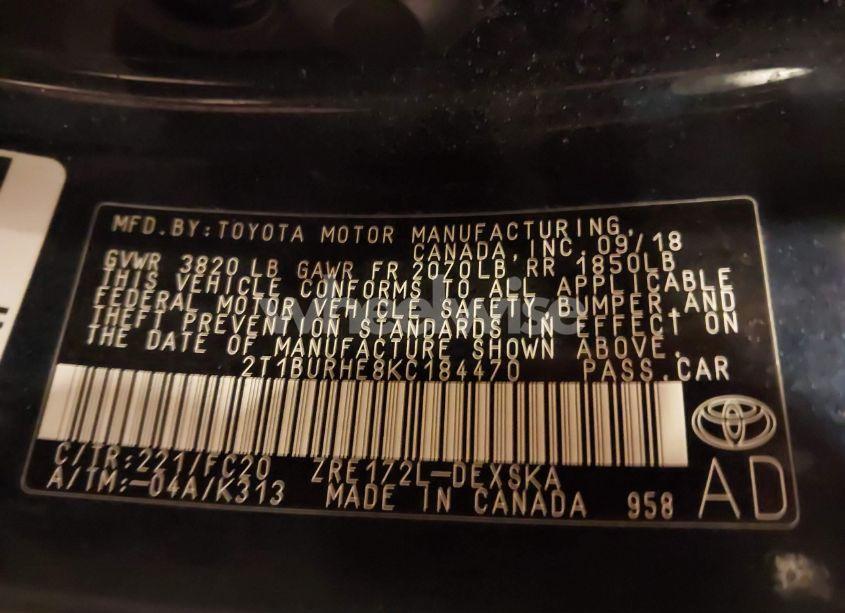 MFD. BY: TOYOTA MOTOR MANUFACTURING,
CANADA, INC. 09/18
GVWR 3820 LB GAWR FR 2070LB RR 1850LB
THIS VEHICLE CONFORMS TO ALL APPLICABLE
FEDERAL MOTOR VEHICLE SAFETY, BUMPER, AND
THEFT PREVENTION STANDARDS IN EFFECT ON
THE DATE OF MANUFACTURE SHOWN ABOVE.
2T1BURHE8KC184470 PASS. CAR
C/TR: 221/FC20 ZRE172L-DEXSKA
A/TM: -04A/K313 MADE IN CANADA 958 AD